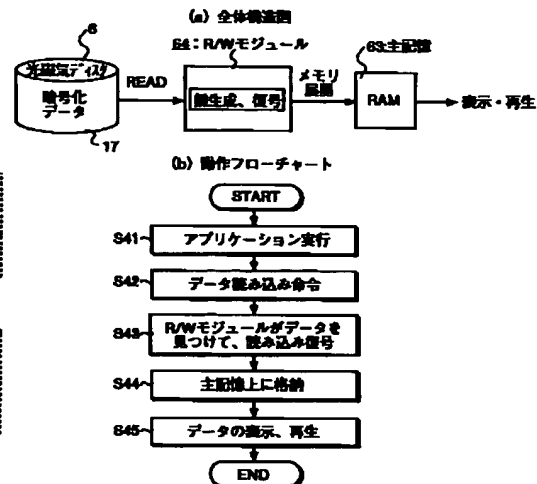 (a) 全体構造図
6
64：R/Wモジュール
63:主記憶
光磁気ディスク
暗号化
データ
17
READ
鍵生成、復号
メモリ
展開
RAM
表示・再生
(b) 動作フローチャート
START
S41
アプリケーション実行
S42
データ読み込み命令
S43
R/Wモジュールがデータを
見つけて、読み込み復号
S44
主記憶上に格納
S45
データの表示、再生
END